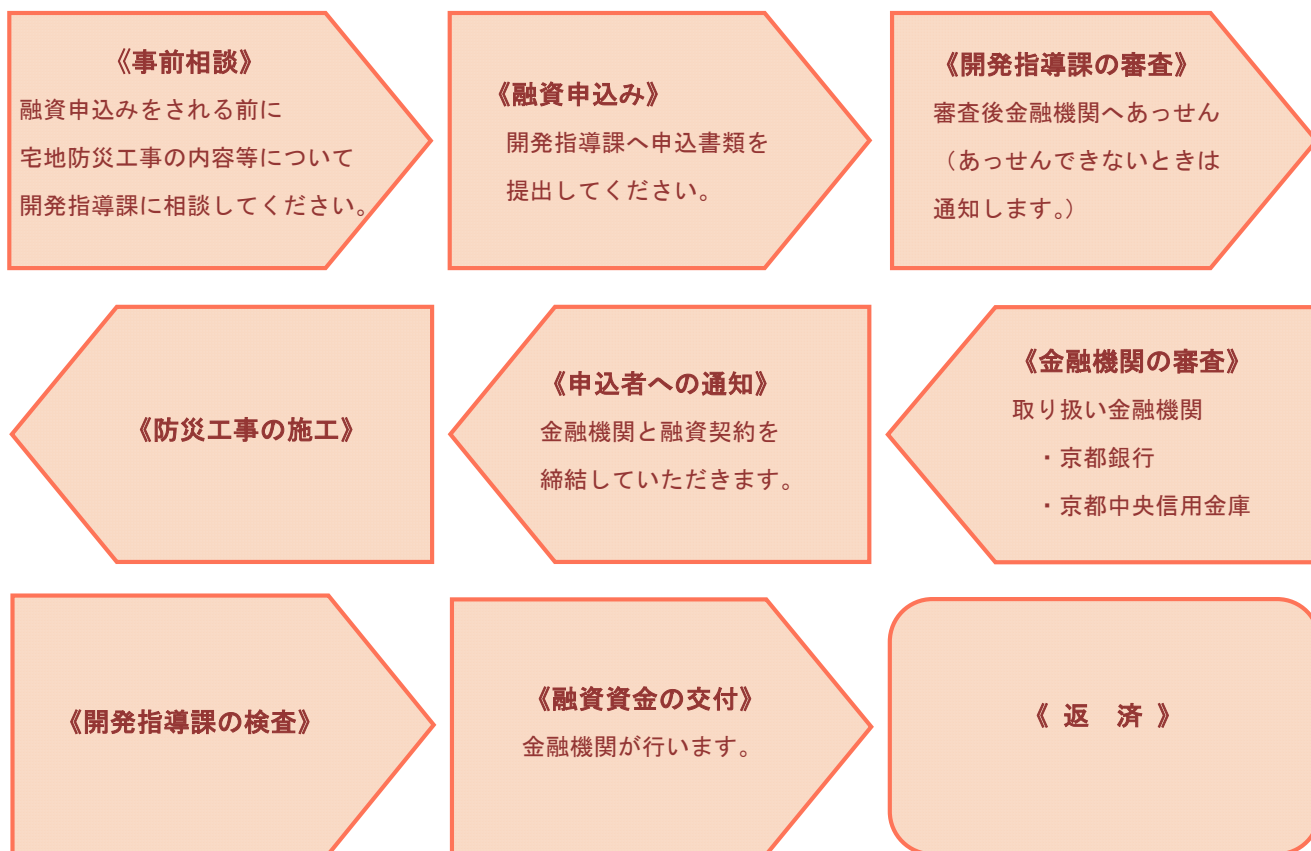 《事前相談》
融資申込みをされる前に
宅地防災工事の内容等について
開発指導課に相談してください。
《融資申込み》
開発指導課へ申込書類を
提出してください。
《開発指導課の審査》
審査後金融機関へあっせん
（あっせんできないときは
通知します。）
《金融機関の審査》
取り扱い金融機関
・京都銀行
・京都中央信用金庫
《申込者への通知》
金融機関と融資契約を
締結していただきます。
《防災工事の施工》
《開発指導課の検査》
《融資資金の交付》
金融機関が行います。
《 返　済 》